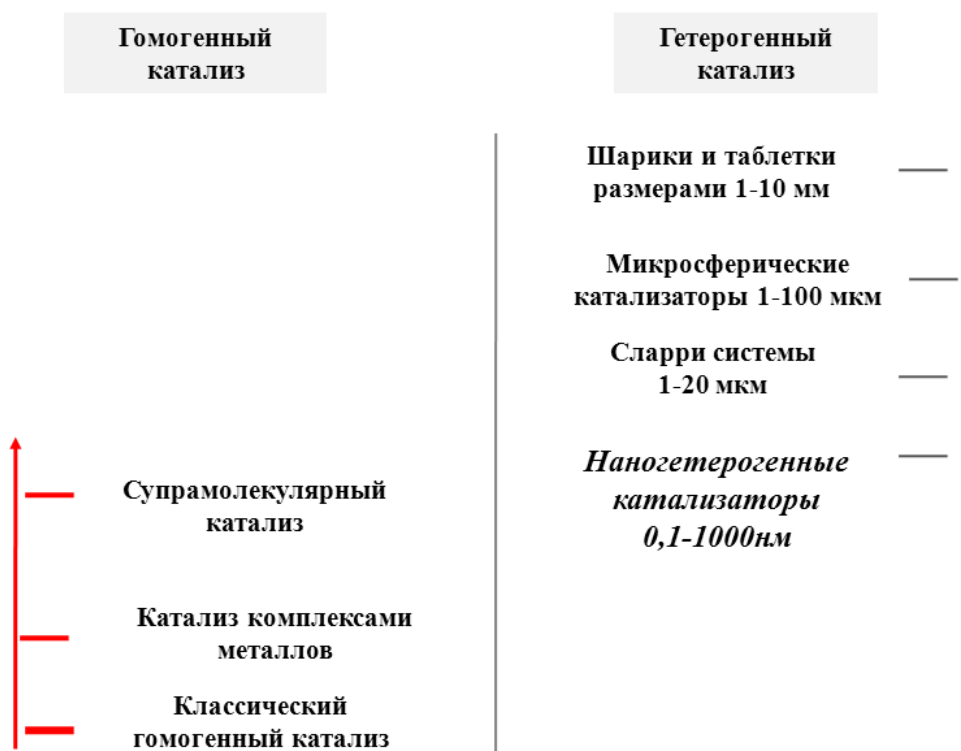 Гомогенный
катализ
Гетерогенный
катализ
Шарики и таблетки
размерами 1-10 мм
Микросферические
катализаторы 1-100 мкм
Сларри системы
1-20 мкм
Наногетерогенные
катализаторы
0,1-1000нм
Супрамолекулярный
катализ
Катализ комплексами
металлов
Классический
гомогенный катализ